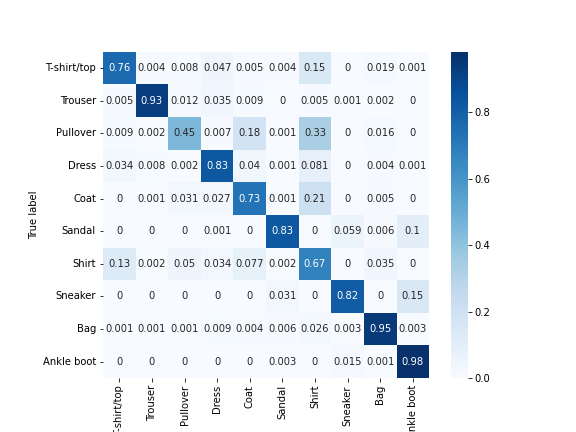 T-shirt/top 0.76 0.004 0.008 0.047 0.005 0.004 0.15 0 0.019 0.001
Trouser 0.005 0.93 0.012 0.035 0.009 0 0.005 0.001 0.002 0
Pullover 0.009 0.002 0.45 0.007 0.18 0.001 0.33 0 0.016 0
Dress 0.034 0.008 0.002 0.83 0.04 0.001 0.081 0 0.004 0.001
Coat 0 0.001 0.031 0.027 0.73 0.001 0.21 0 0.005 0
Sandal 0 0 0 0.001 0 0.83 0 0.059 0.006 0.1
Shirt 0.13 0.002 0.05 0.034 0.077 0.002 0.67 0 0.035 0
Sneaker 0 0 0 0 0 0.031 0 0.82 0 0.15
Bag 0.001 0.001 0.001 0.009 0.004 0.006 0.026 0.003 0.95 0.003
Ankle boot 0 0 0 0 0 0.003 0 0.015 0.001 0.98
True label
-shirt/top Trouser Pullover Dress Coat Sandal Shirt Sneaker Bag nkle boot
0.8
0.6
0.4
0.2
0.0